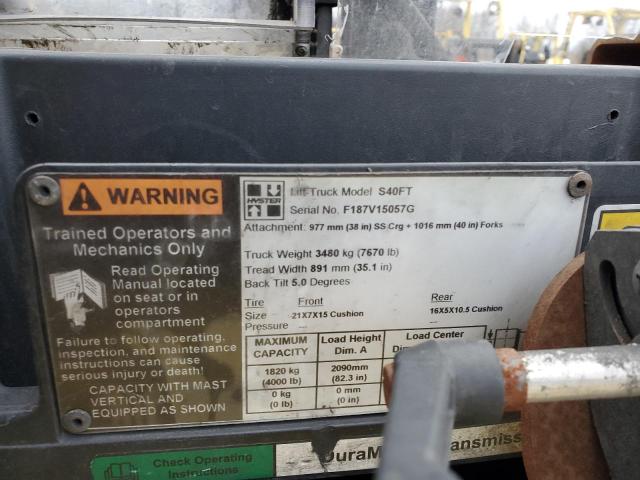 WARNING
Trained Operators and
Mechanics Only
Read Operating
Manual located
on seat or in
operators
compartment
Failure to follow operating,
inspection, and maintenance
instructions can cause
serious injury or death!
CAPACITY WITH MAST
VERTICAL AND
EQUIPPED AS SHOWN
HYSTER
Lift Truck Model S40FT
Serial No. F187V15057G
Attachment: 977 mm (38 in) SS Crg + 1016 mm (40 in) Forks
Truck Weight 3480 kg (7670 lb)
Tread Width 891 mm (35.1 in)
Back Tilt 5.0 Degrees
Tire Front Rear
Size 21X7X15 Cushion 16X5X10.5 Cushion
Pressure --- ---
MAXIMUM CAPACITY Load Height Dim. A Load Center
1820 kg (4000 lb) 2090mm (82.3 in)
0 kg (0 lb) 0 mm (0 in)
Check Operating
Instructions
DuraM